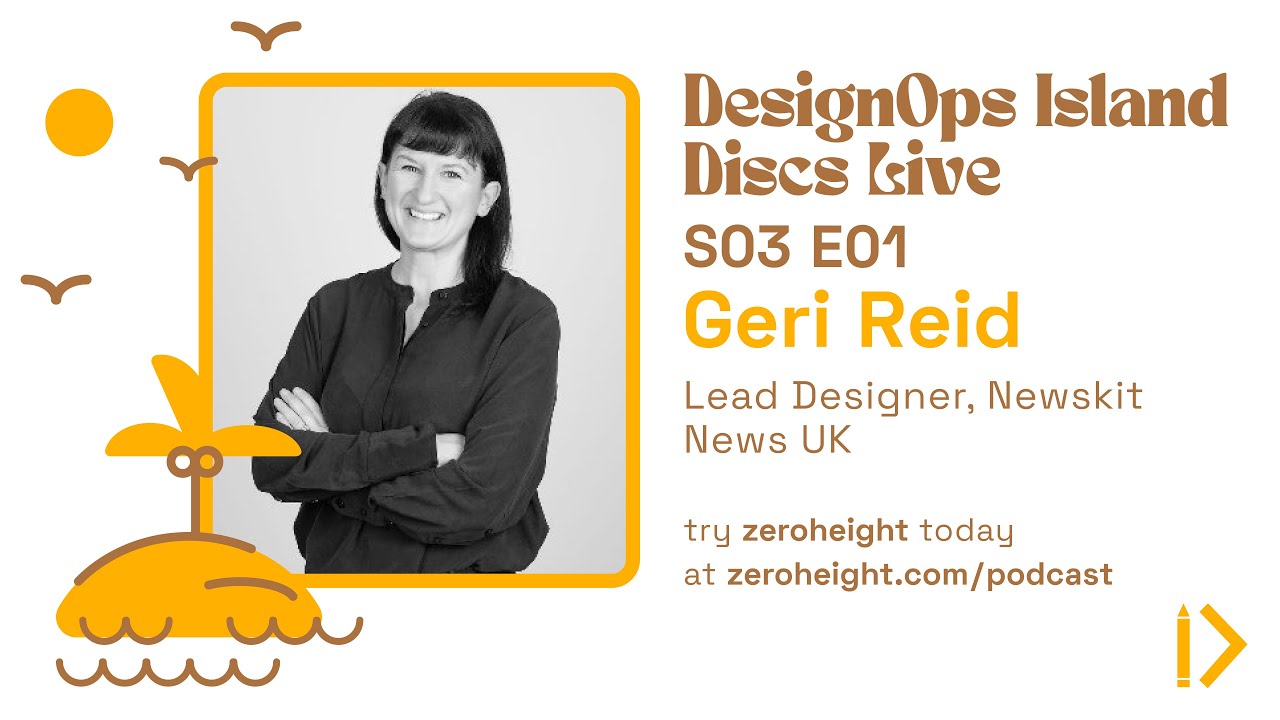 DesignOps Island
Discs Live
S03 E01
Geri Reid
Lead Designer, Newskit
News UK
try zeroheight today
at zeroheight.com/podcast